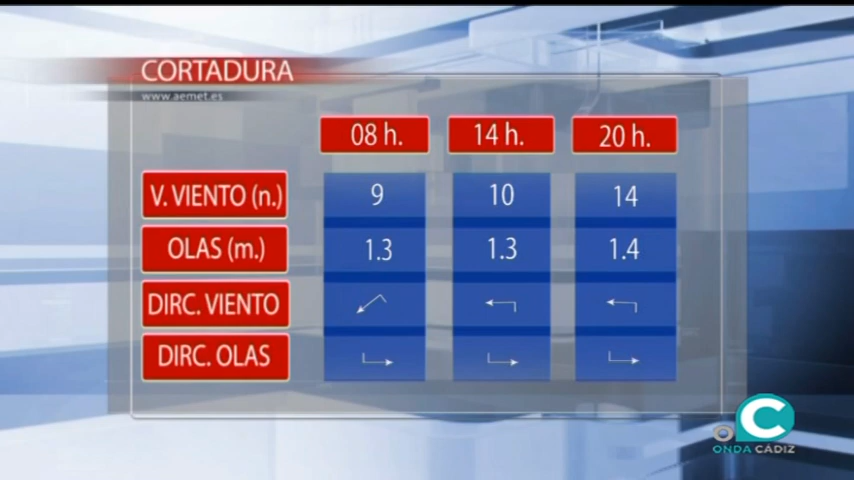 CORTADURA
www.aemet.es
08 h. 14 h. 20 h.
V. VIENTO (n.) 9 10 14
OLAS (m.) 1.3 1.3 1.4
DIRC. VIENTO
DIRC. OLAS
C
ONDA CÁDIZ